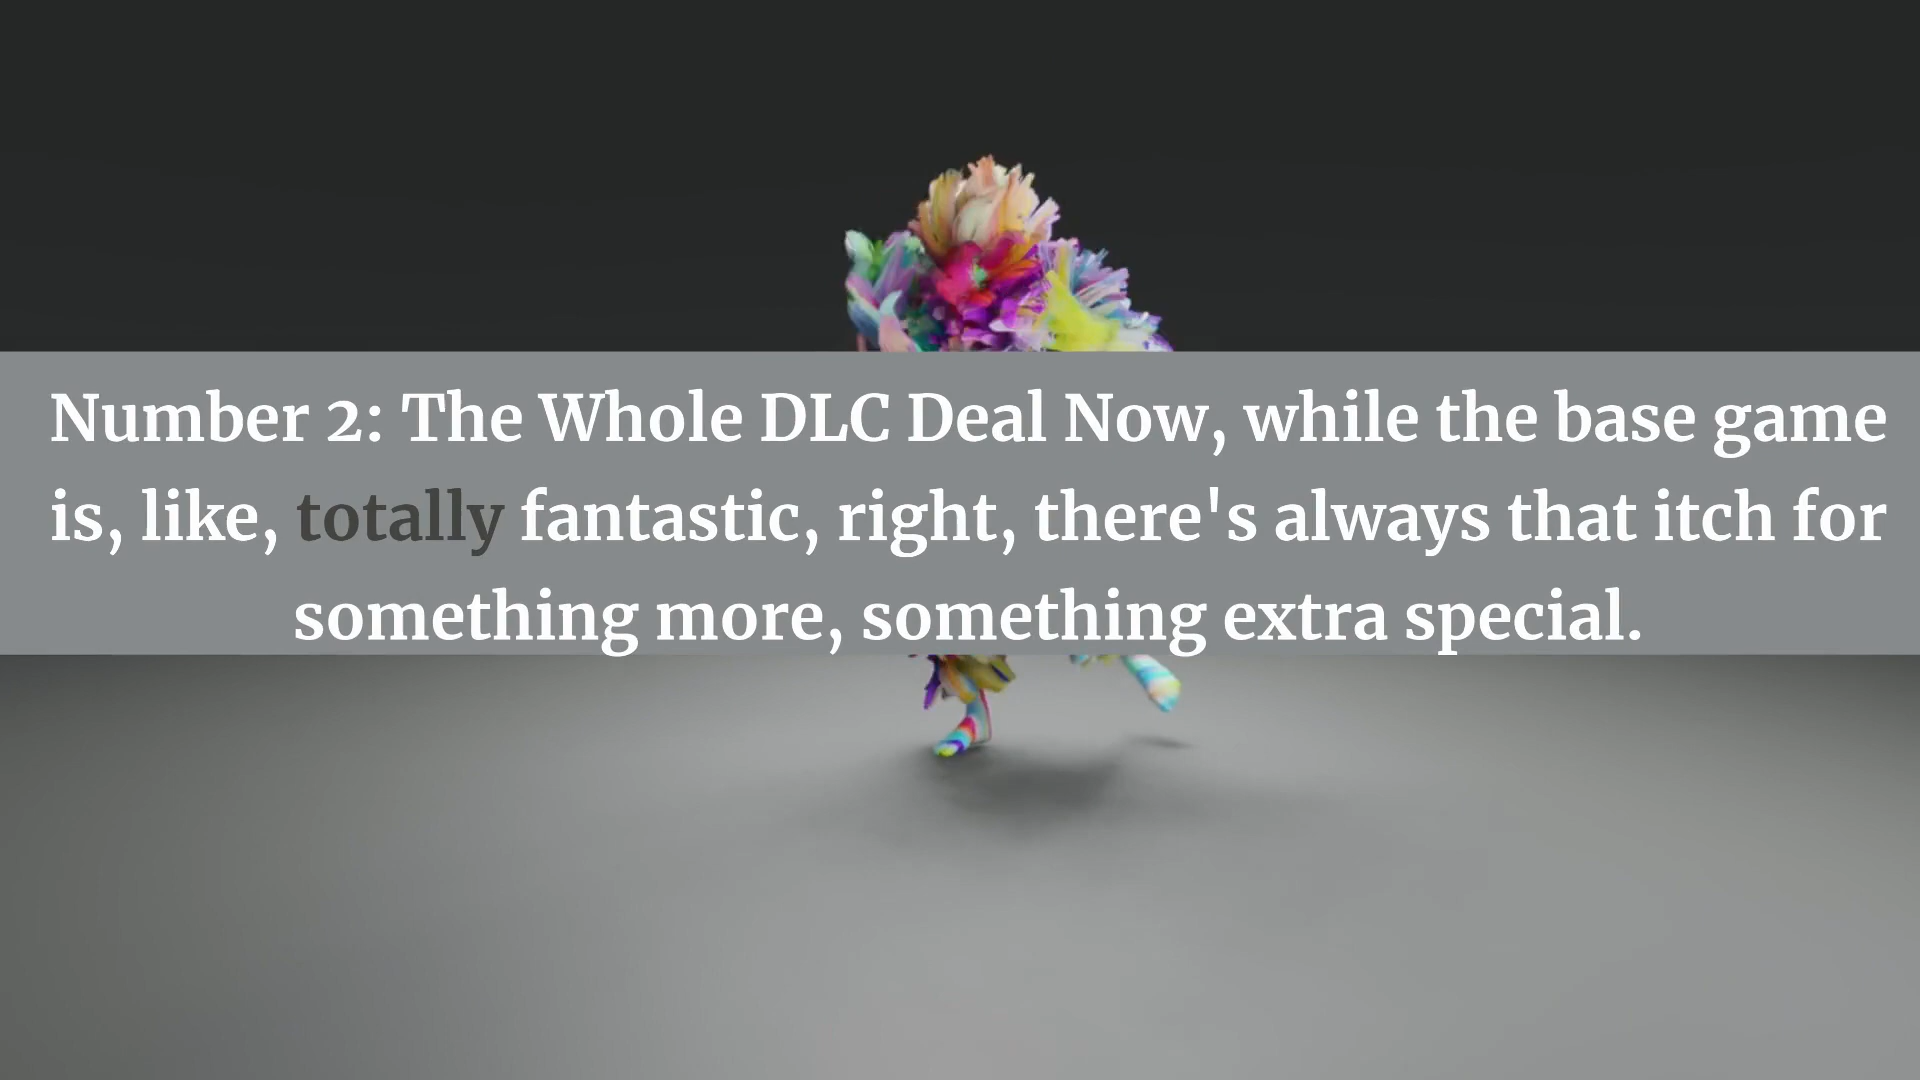 Number 2: The Whole DLC Deal Now, while the base game
is, like, totally fantastic, right, there's always that itch for
something more, something extra special.